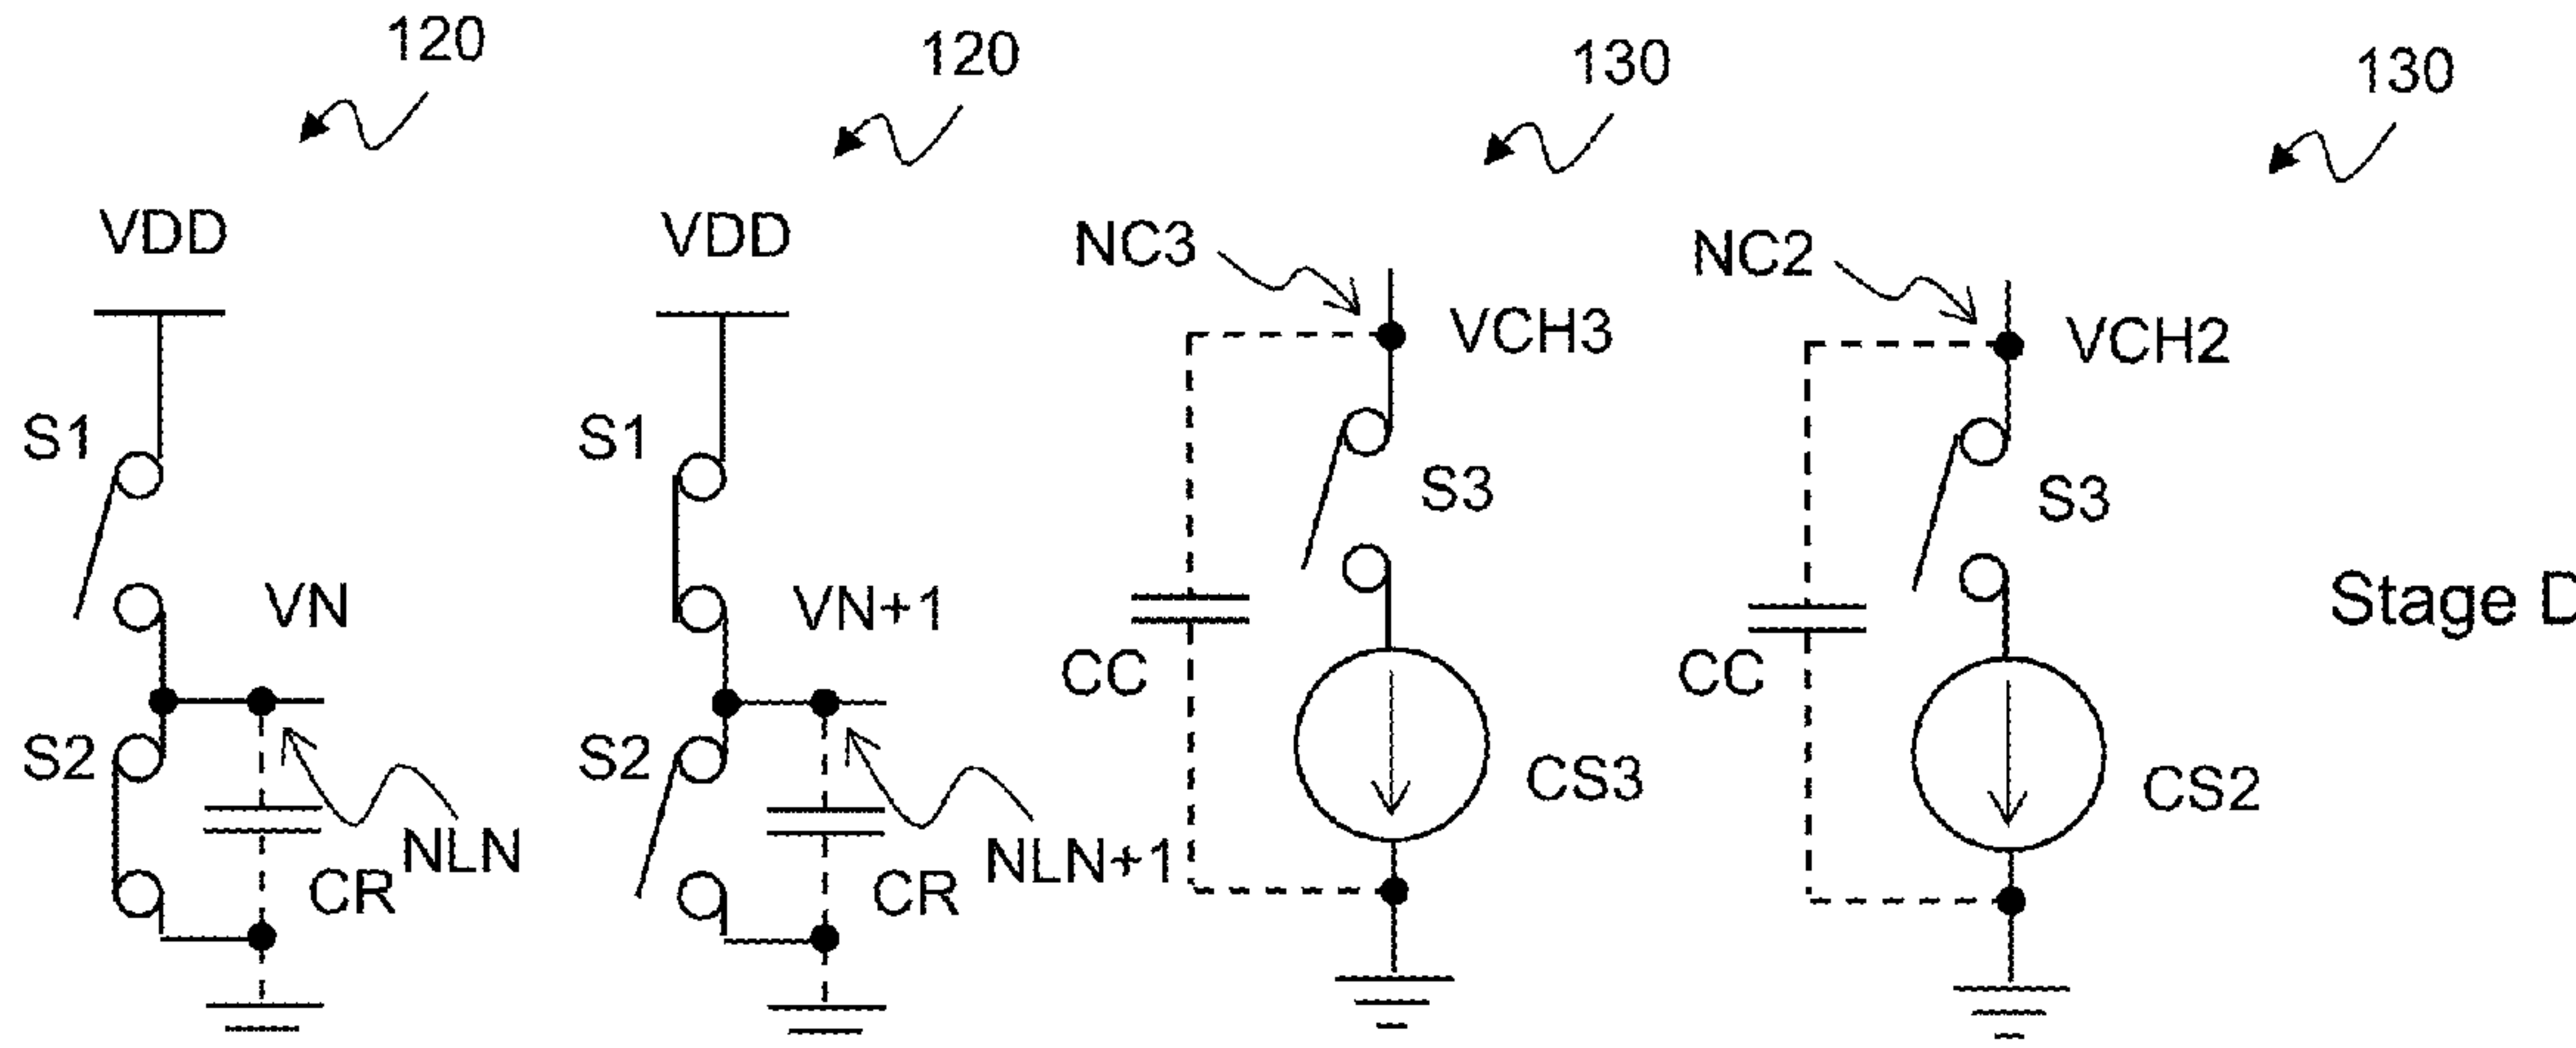 120
120
130
130
VDD
VDD
NC3
NC2
VCH3
VCH2
S1
S1
S3
S3
VN
VN+1
Stage D
CC
CC
S2
S2
CS3
CS2
NLN
NLN+1
CR
CR